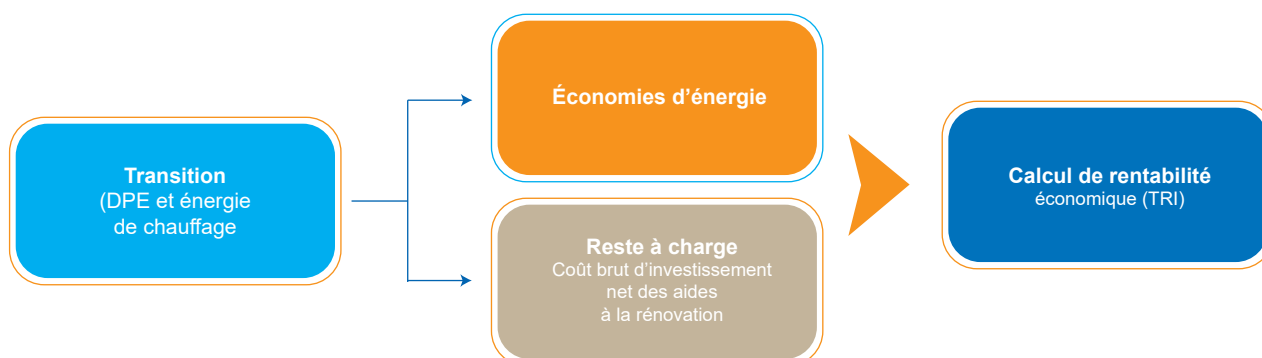 Transition
(DPE et énergie
de chauffage
Économies d’énergie
Reste à charge
Coût brut d’investissement
net des aides
à la rénovation
Calcul de rentabilité
économique (TRI)